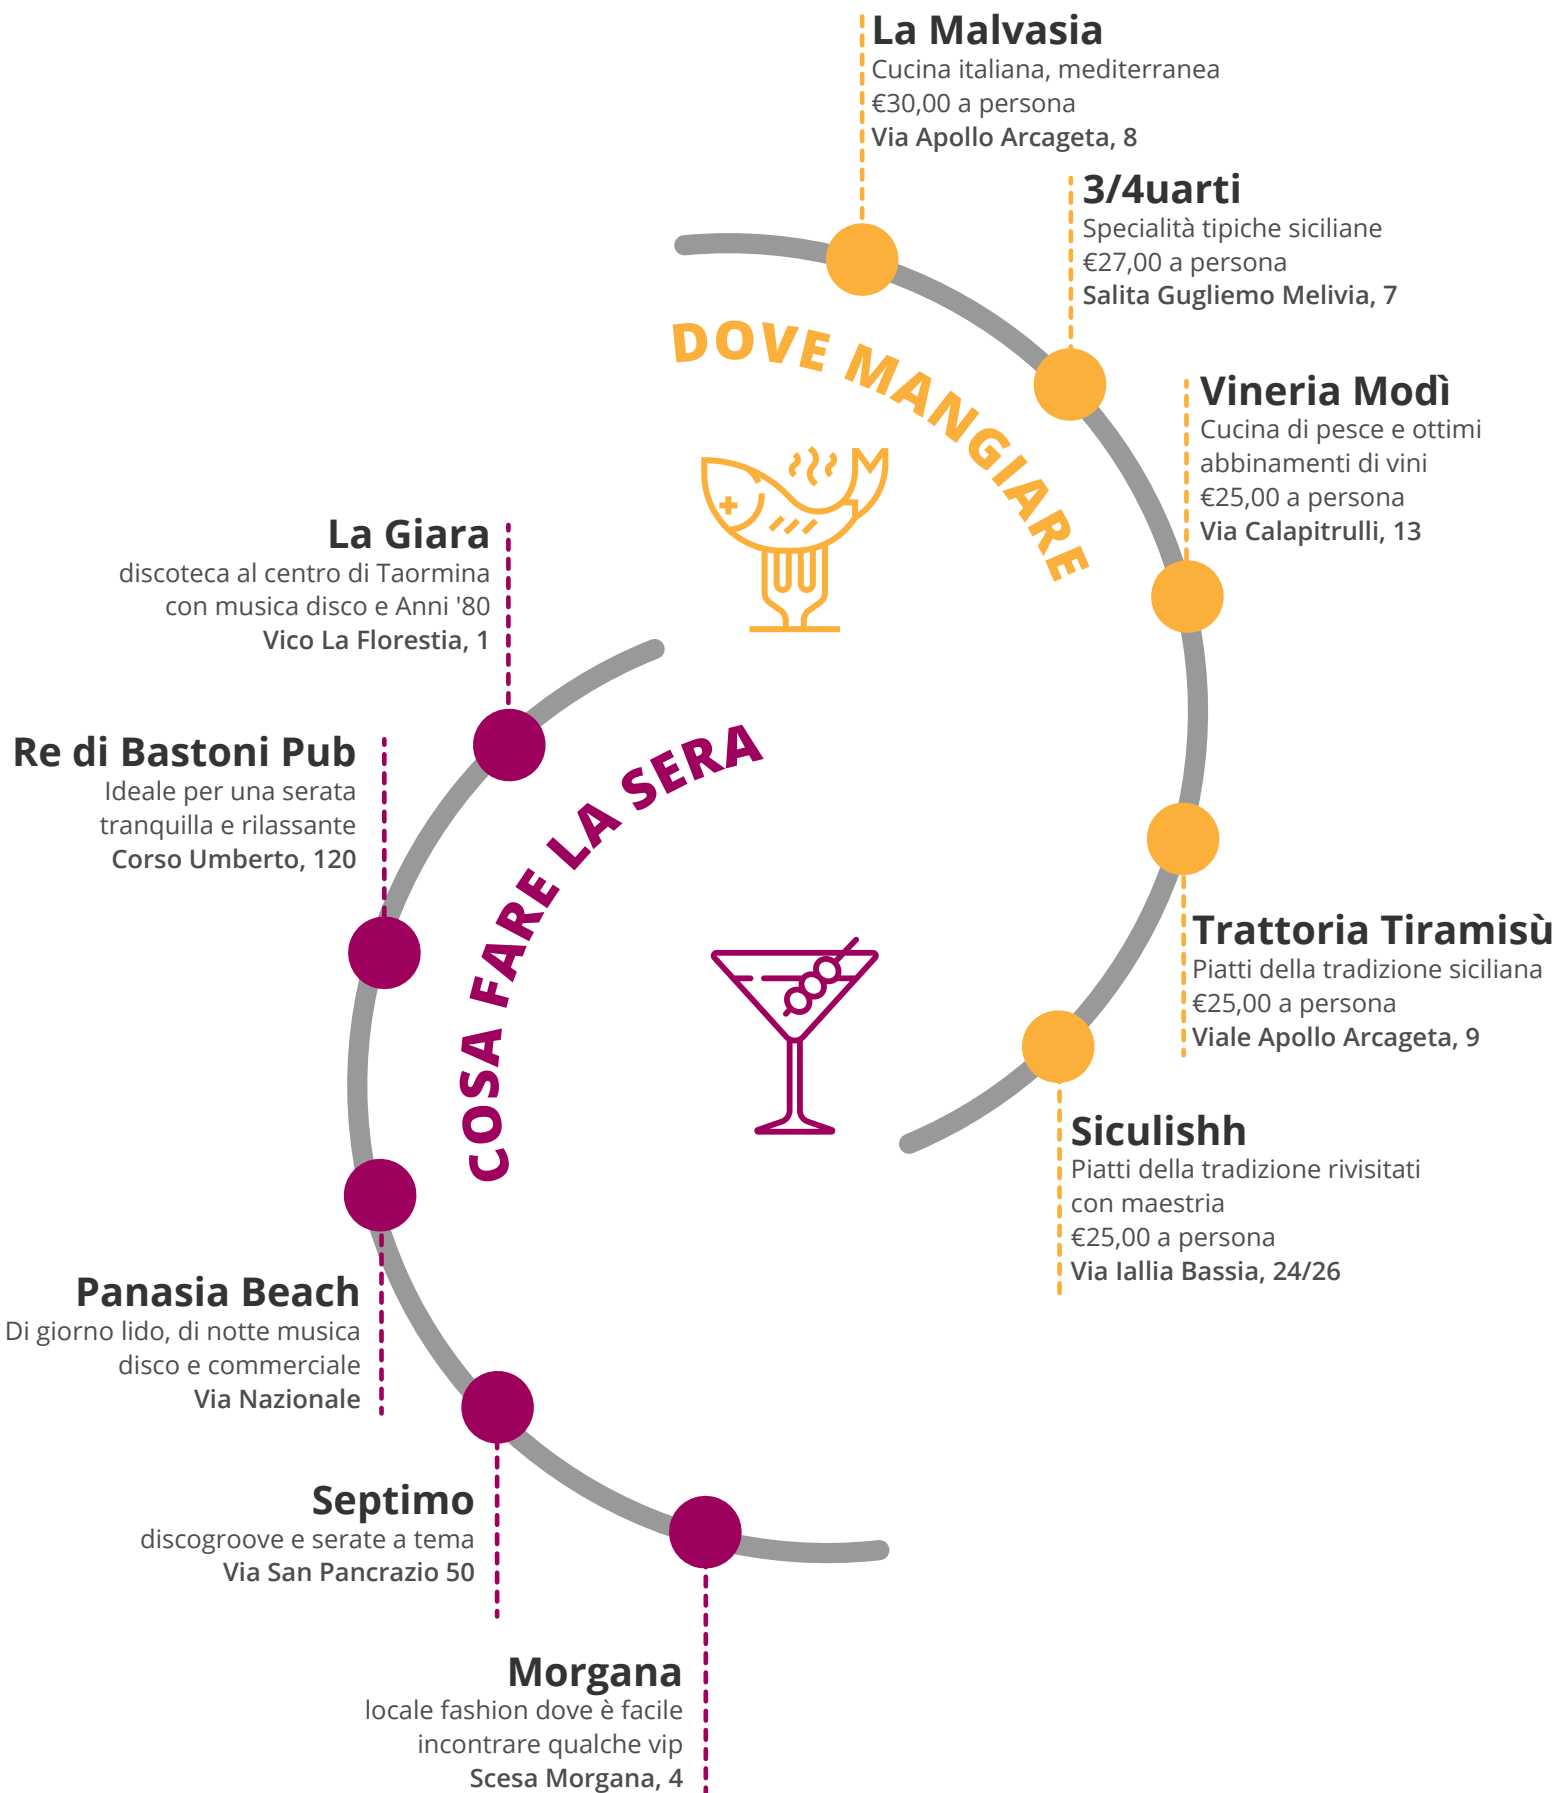 La Malvasia
Cucina italiana, mediterranea
€30,00 a persona
Via Apollo Arcageta, 8
3/4uarti
Specialità tipiche siciliane
€27,00 a persona
Salita Gugliemo Melivia, 7
DOVE MANGIARE
Vineria Modì
Cucina di pesce e ottimi
abbinamenti di vini
€25,00 a persona
Via Calapitrulli, 13
Trattoria Tiramisù
Piatti della tradizione siciliana
€25,00 a persona
Viale Apollo Arcageta, 9
Siculishh
Piatti della tradizione rivisitati
con maestria
€25,00 a persona
Via Iallia Bassia, 24/26
La Giara
discoteca al centro di Taormina
con musica disco e Anni '80
Vico La Florestia, 1
COSA FARE LA SERA
Re di Bastoni Pub
Ideale per una serata
tranquilla e rilassante
Corso Umberto, 120
Panasia Beach
Di giorno lido, di notte musica
disco e commerciale
Via Nazionale
Septimo
discogroove e serate a tema
Via San Pancrazio 50
Morgana
locale fashion dove è facile
incontrare qualche vip
Scesa Morgana, 4